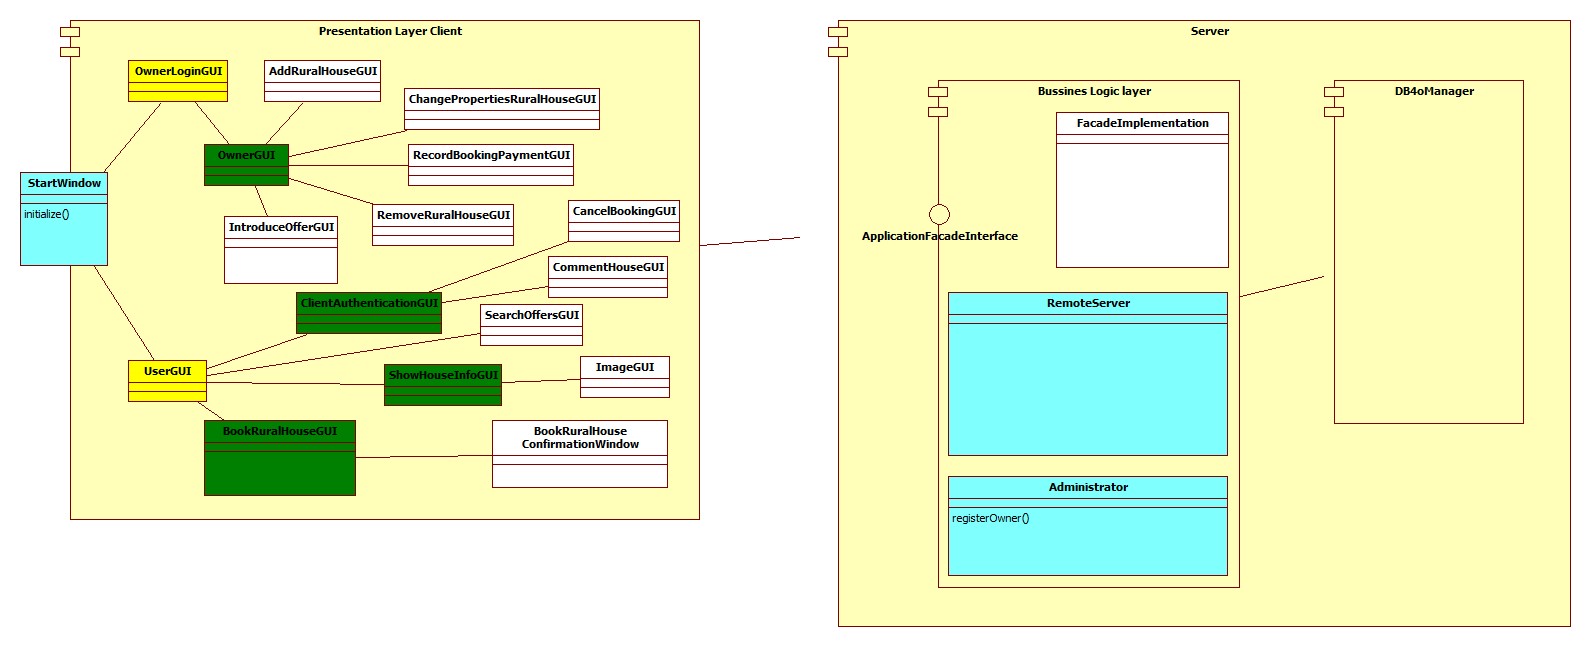 Presentation Layer Client
OwnerLoginGUI
AddRuralHouseGUI
ChangePropertiesRuralHouseGUI
OwnerGUI
RecordBookingPaymentGUI
StartWindow
initialize()
RemoveRuralHouseGUI
CancelBookingGUI
IntroduceOfferGUI
CommentHouseGUI
ClientAuthenticationGUI
SearchOffersGUI
UserGUI
ShowHouseInfoGUI
ImageGUI
BookRuralHouseGUI
BookRuralHouse
ConfirmationWindow
Server
Bussines Logic layer
DB4oManager
FacadeImplementation
ApplicationFacadeInterface
RemoteServer
Administrator
registerOwner()